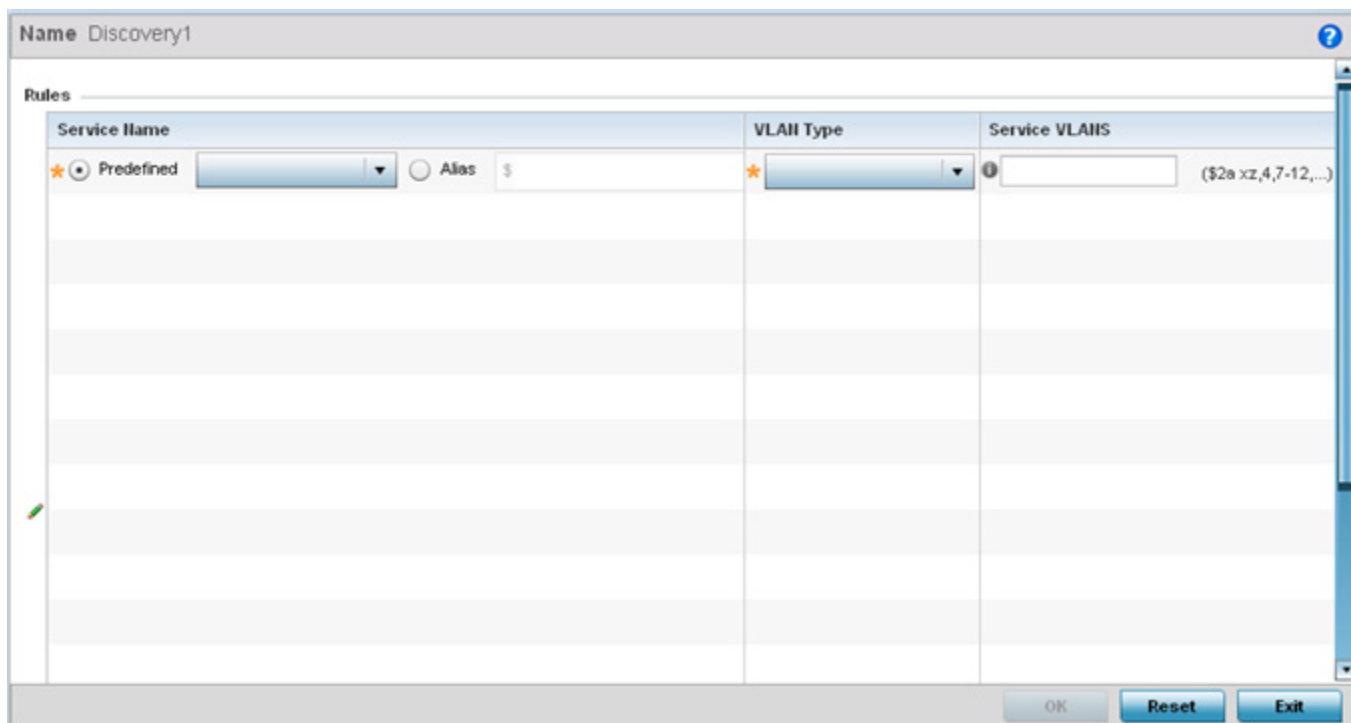 Name Discovery1
?
Rules
Service Name VLAN Type Service VLANS
Predefined Alias $ ($2a xz,4,7-12,...)
OK Reset Exit